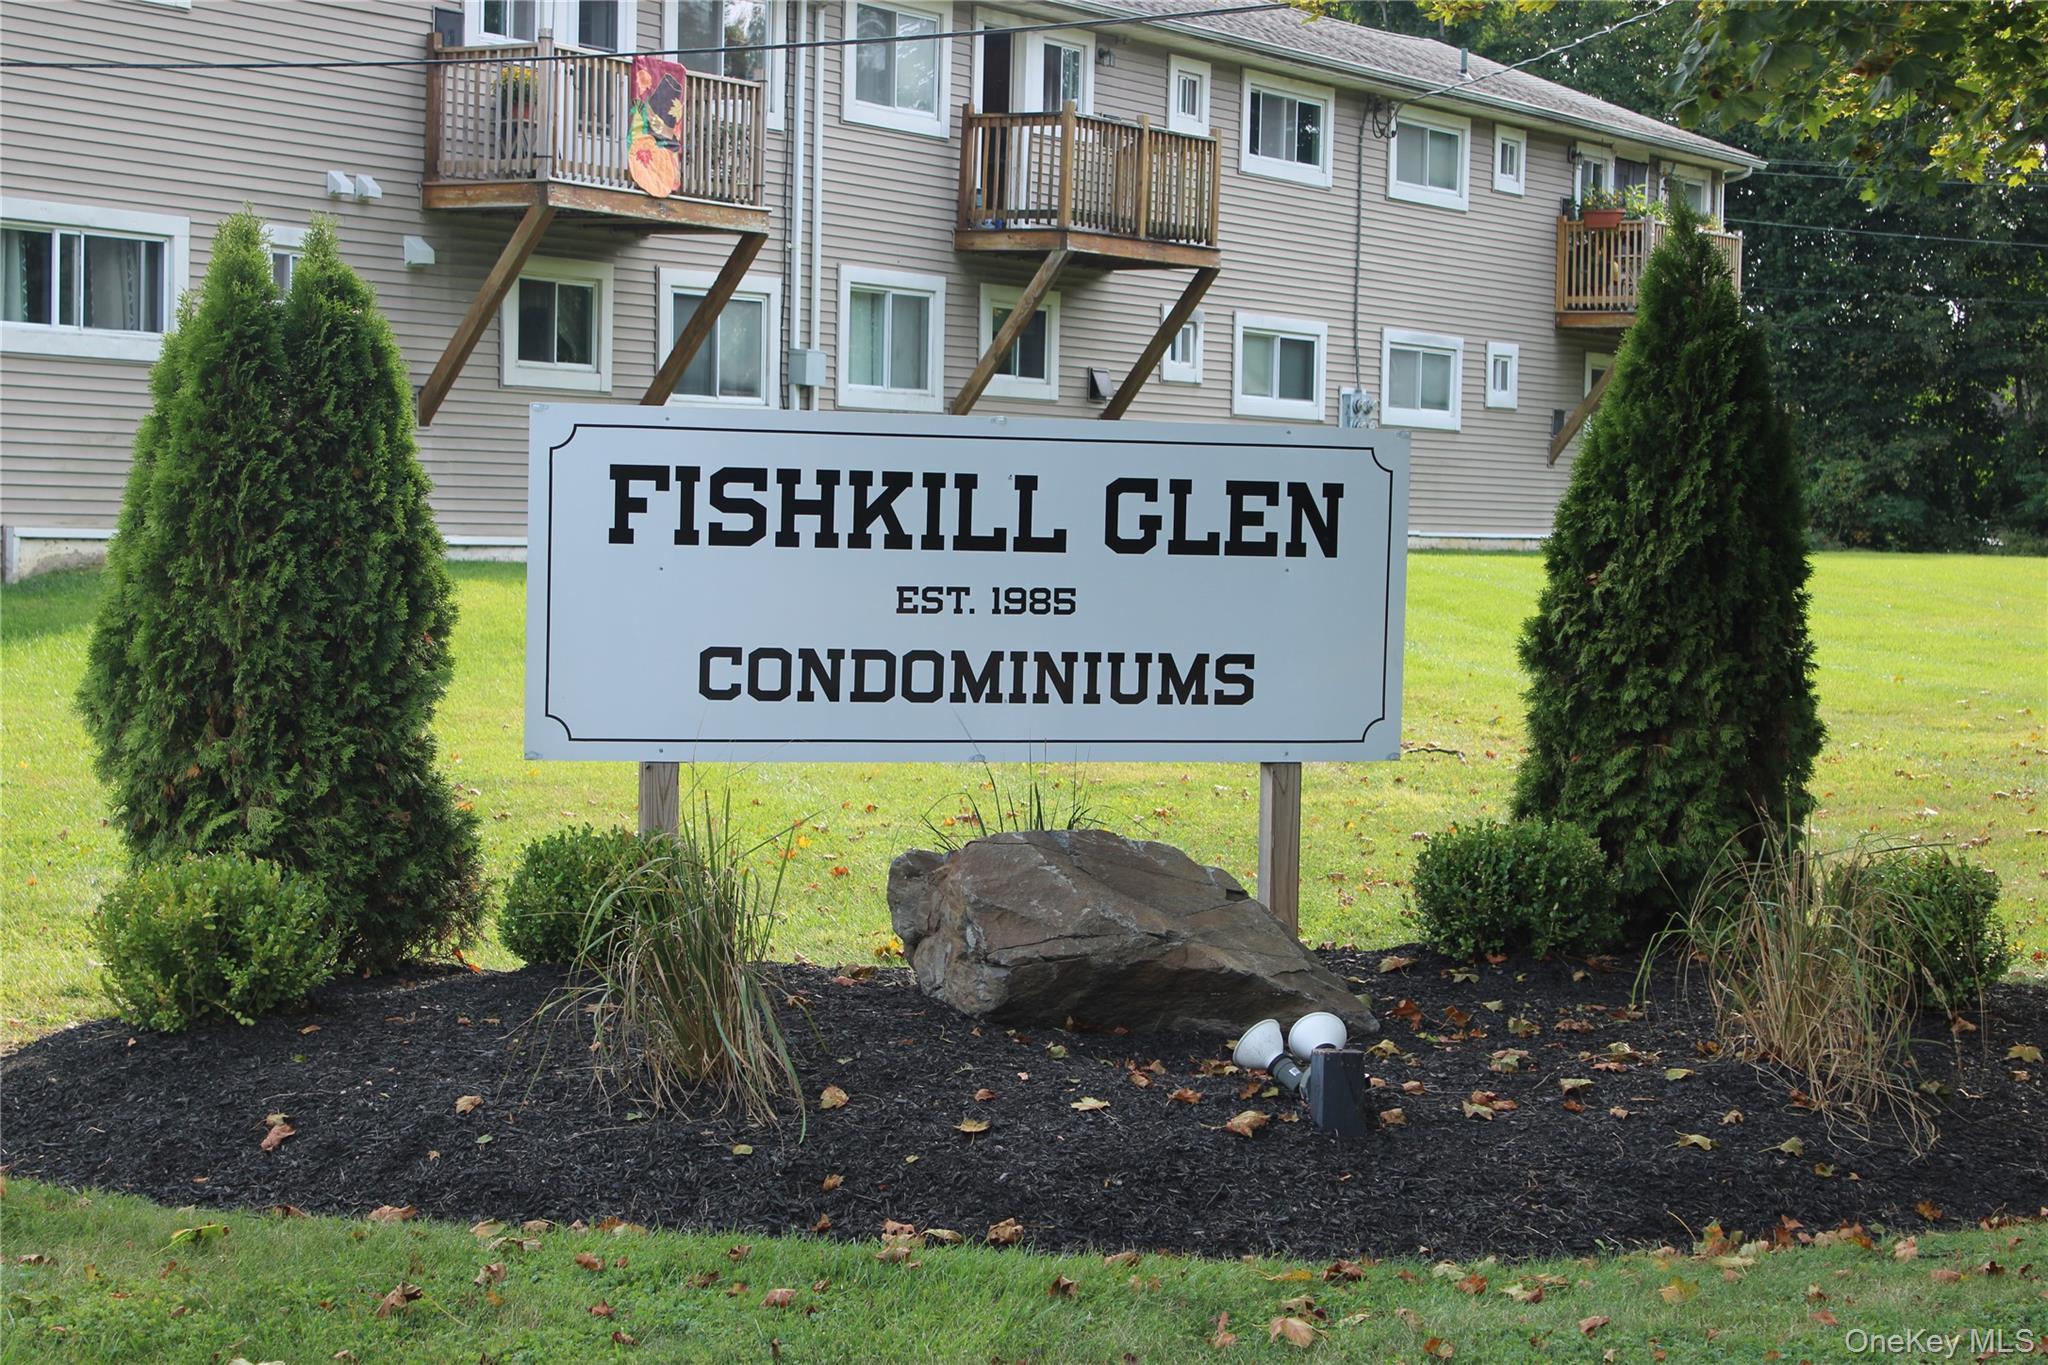 FISHKILL GLEN
EST. 1985
CONDOMINIUMS
OneKey MLS